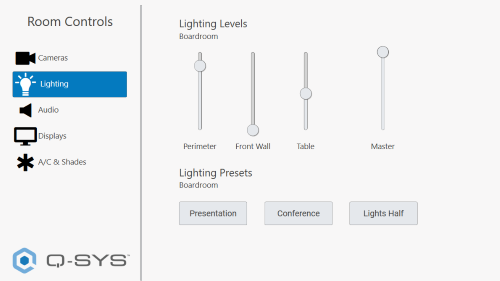 Room Controls
Cameras
Lighting
Audio
Displays
A/C & Shades
Q-SYS™
Lighting Levels
Boardroom
Perimeter Front Wall Table Master
Lighting Presets
Boardroom
Presentation Conference Lights Half